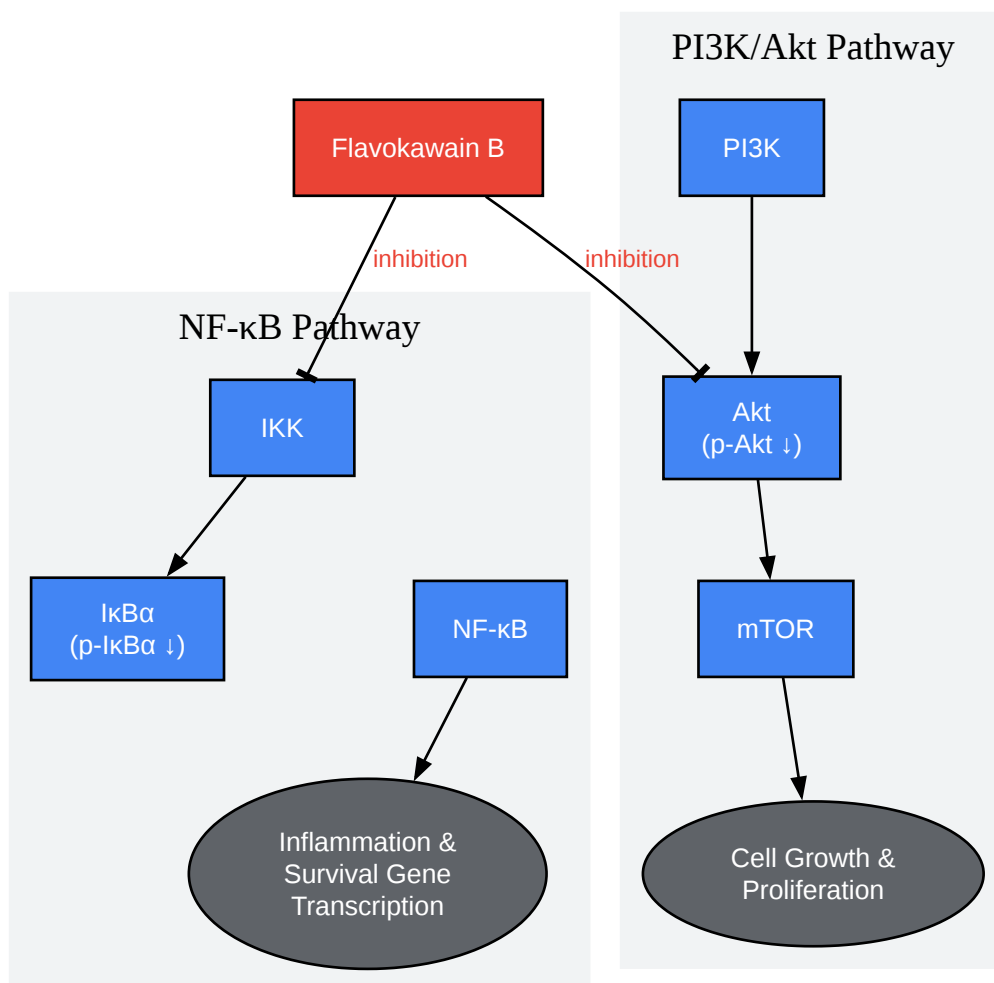 PI3K/Akt Pathway
Flavokawain B
PI3K
inhibition
inhibition
NF-κB Pathway
IKK
Akt
(p-Akt ↓)
IκBα
(p-IκBα ↓)
NF-κB
mTOR
Inflammation &
Survival Gene
Transcription
Cell Growth &
Proliferation